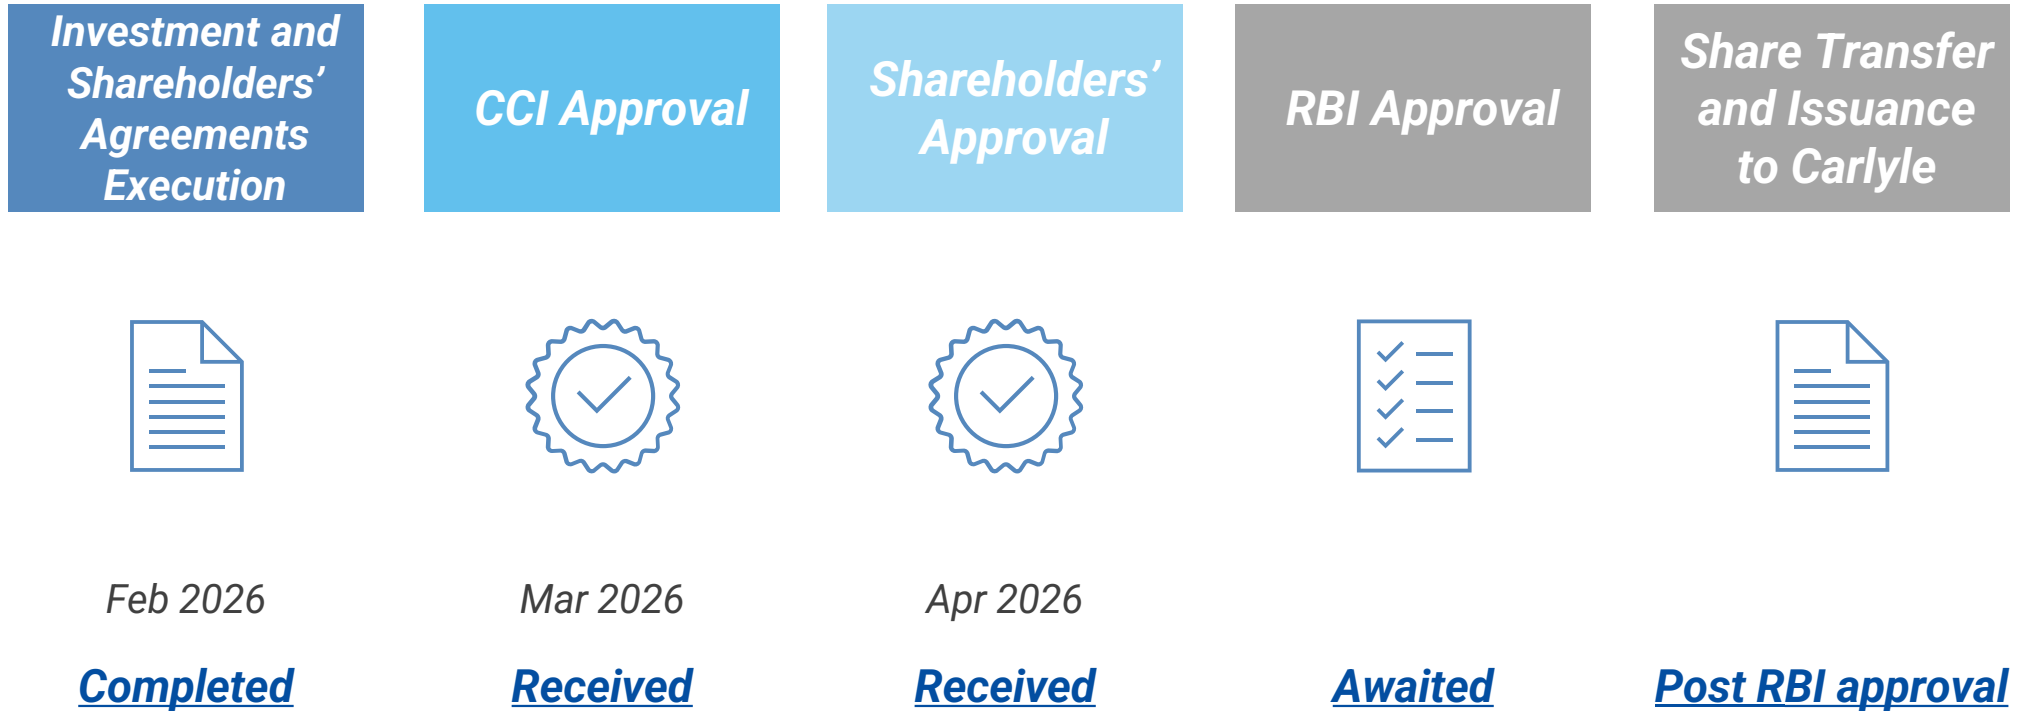 Investment and
Shareholders’
Agreements
Execution
CCI Approval
Shareholders’
Approval
RBI Approval
Share Transfer
and Issuance
to Carlyle
Feb 2026
Mar 2026
Apr 2026
Completed
Received
Received
Awaited
Post RBI approval